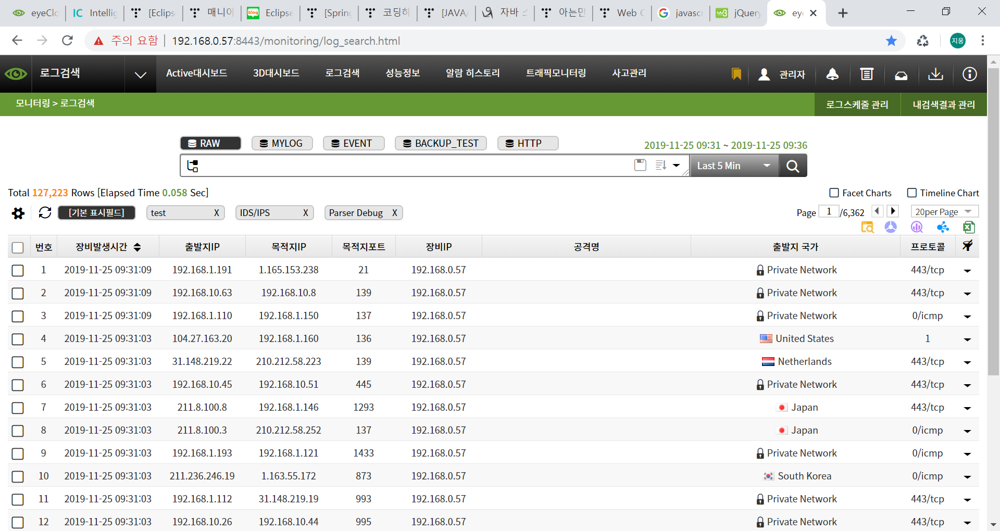 eyeClo
IC Intellig
[Eclips
매니아
blog Eclipse
[Spring
코딩하
[JAVA/
자바 스
아는만
Web C
javascr
w3 jQuery
eye
주의 요함 192.168.0.57:8443/monitoring/log_search.html 지웅
로그검색 Active대시보드 3D대시보드 로그검색 성능정보 알람 히스토리 트래픽모니터링 사고관리 관리자
모니터링 > 로그검색 로그스케줄 관리 내검색결과 관리
RAW MYLOG EVENT BACKUP_TEST HTTP 2019-11-25 09:31 ~ 2019-11-25 09:36
Last 5 Min
Total 127,223 Rows [Elapsed Time 0.058 Sec] Facet Charts Timeline Chart
[기본 표시필드] test X IDS/IPS X Parser Debug X Page 1 /6,362 20per Page
번호 장비발생시간 출발지IP 목적지IP 목적지포트 장비IP 공격명 출발지 국가 프로토콜
1 2019-11-25 09:31:09 192.168.1.191 1.165.153.238 21 192.168.0.57 Private Network 443/tcp
2 2019-11-25 09:31:09 192.168.10.63 192.168.10.8 139 192.168.0.57 Private Network 443/tcp
3 2019-11-25 09:31:09 192.168.1.110 192.168.1.150 137 192.168.0.57 Private Network 0/icmp
4 2019-11-25 09:31:03 104.27.163.20 192.168.1.160 136 192.168.0.57 United States 1
5 2019-11-25 09:31:03 31.148.219.22 210.212.58.223 139 192.168.0.57 Netherlands 443/tcp
6 2019-11-25 09:31:03 192.168.10.45 192.168.10.51 445 192.168.0.57 Private Network 443/tcp
7 2019-11-25 09:31:03 211.8.100.8 192.168.1.146 1293 192.168.0.57 Japan 443/tcp
8 2019-11-25 09:31:03 211.8.100.3 210.212.58.252 137 192.168.0.57 Japan 0/icmp
9 2019-11-25 09:31:03 192.168.1.193 192.168.1.121 1433 192.168.0.57 Private Network 0/icmp
10 2019-11-25 09:31:03 211.236.246.19 1.163.55.172 873 192.168.0.57 South Korea 0/icmp
11 2019-11-25 09:31:03 192.168.1.112 31.148.219.19 993 192.168.0.57 Private Network 443/tcp
12 2019-11-25 09:31:03 192.168.10.26 192.168.10.44 995 192.168.0.57 Private Network 443/tcp